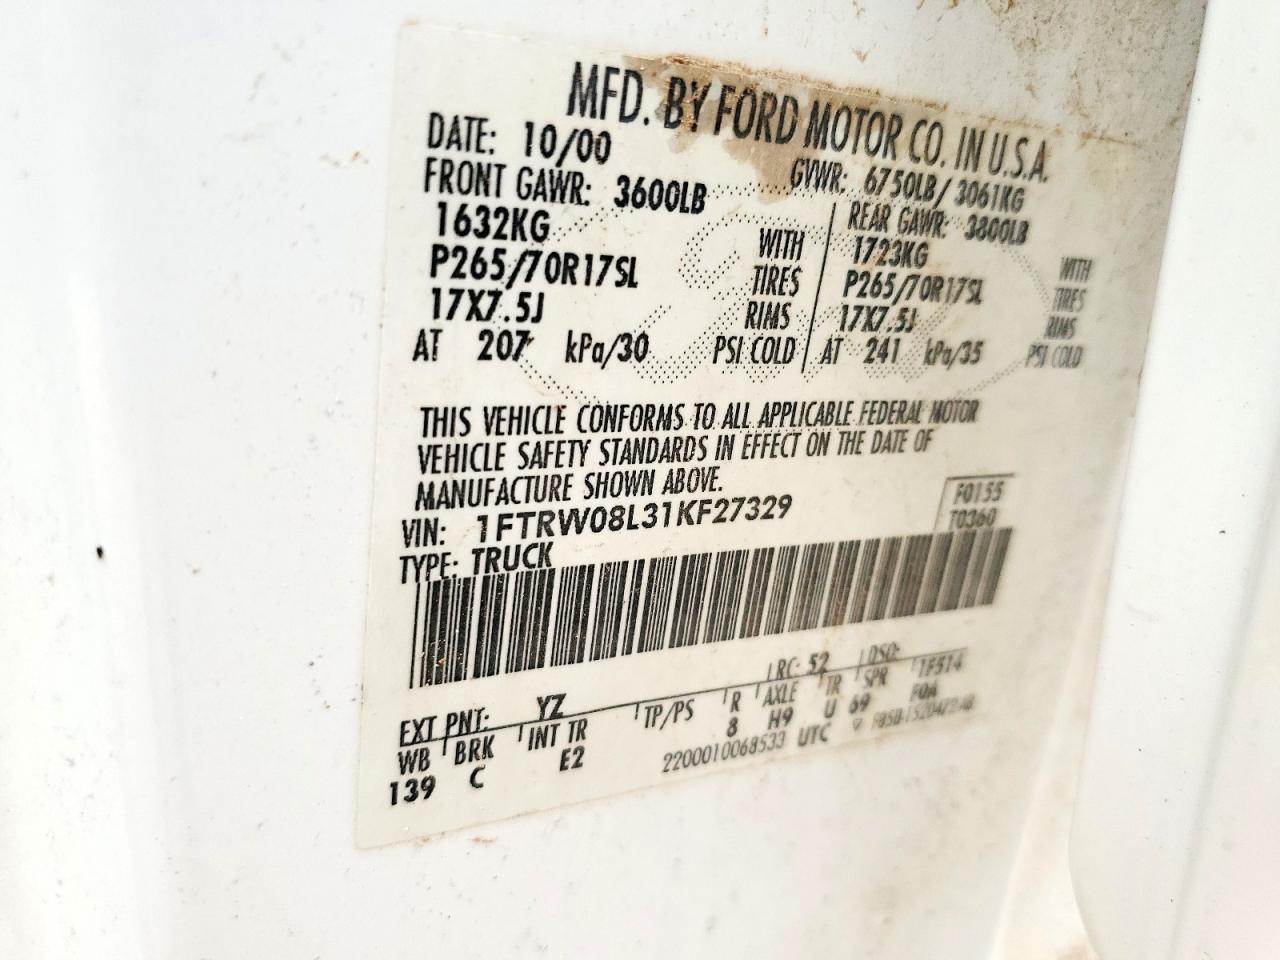 MFD. BY FORD MOTOR CO. IN U.S.A.
DATE: 10/00 GVWR: 6750LB/ 3061KG
FRONT GAWR: 3600LB REAR GAWR: 3800LB
1632KG WITH 1723KG WITH
P265/70R17SL TIRES P265/70R17SL TIRES
17X7.5J RIMS 17X7.5J RIMS
AT 207 kPa/30 PSI COLD AT 241 kPa/35 PSI COLD
THIS VEHICLE CONFORMS TO ALL APPLICABLE FEDERAL MOTOR
VEHICLE SAFETY STANDARDS IN EFFECT ON THE DATE OF
MANUFACTURE SHOWN ABOVE.
VIN: 1FTRW08L31KF27329 F0155
TYPE: TRUCK T0360
EXT PNT: YZ RC: 52 DSO: 1F514
WB BRK INT TR TP/PS R AXLE TR SPR F0A
139 C E2 8 H9 U 69
2200010068533 UTC